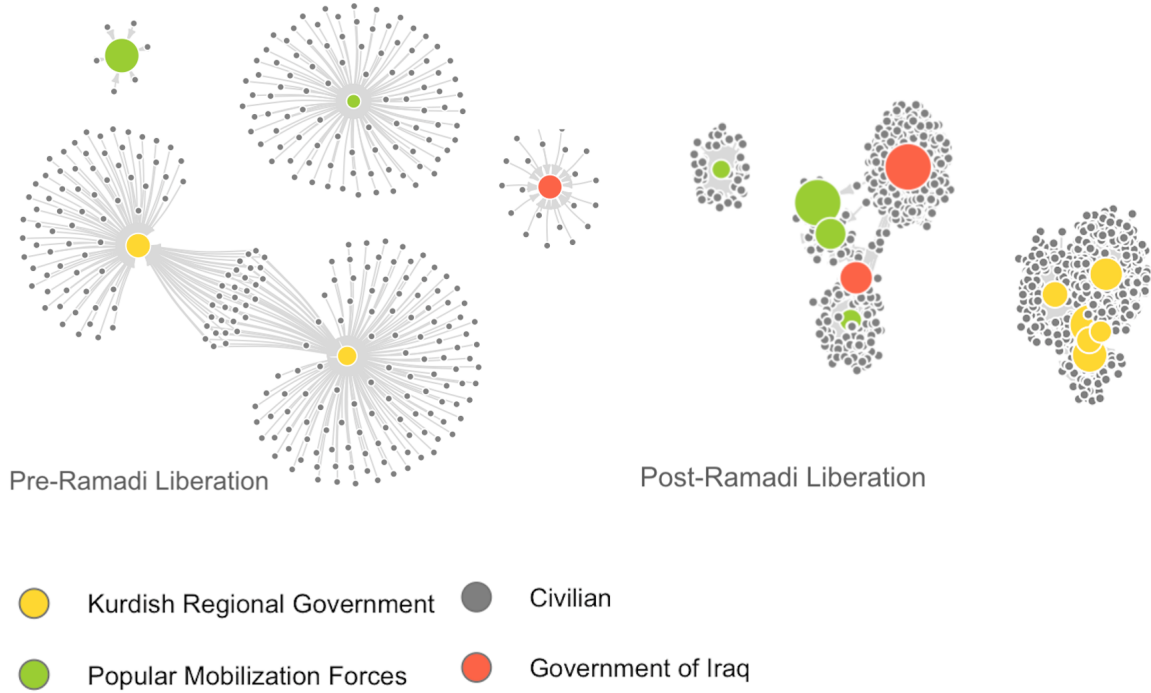 Pre-Ramadi Liberation
Post-Ramadi Liberation
Kurdish Regional Government
Civilian
Popular Mobilization Forces
Government of Iraq